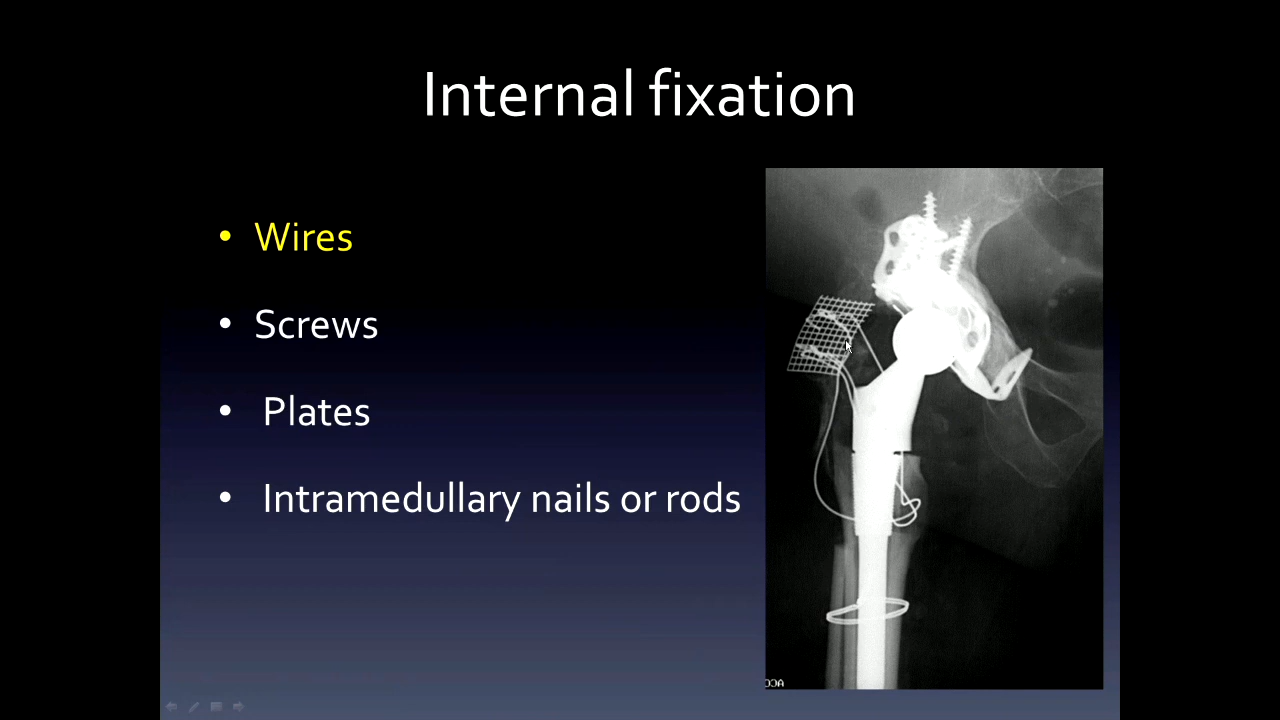 Internal fixation
• Wires
• Screws
• Plates
• Intramedullary nails or rods